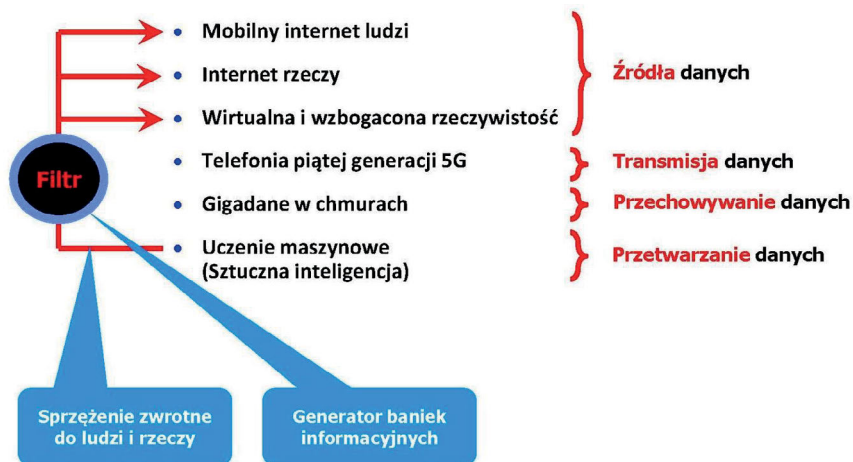 Mobilny internet ludzi
Internet rzeczy
Wirtualna i wzbogacona rzeczywistość
Źródła danych
Telefonia piątej generacji 5G
Transmisja danych
Filtr
Gigadane w chmurach
Przechowywanie danych
Uczenie maszynowe
(Sztuczna inteligencja)
Przetwarzanie danych
Sprzężenie zwrotne
do ludzi i rzeczy
Generator baniek
informacyjnych